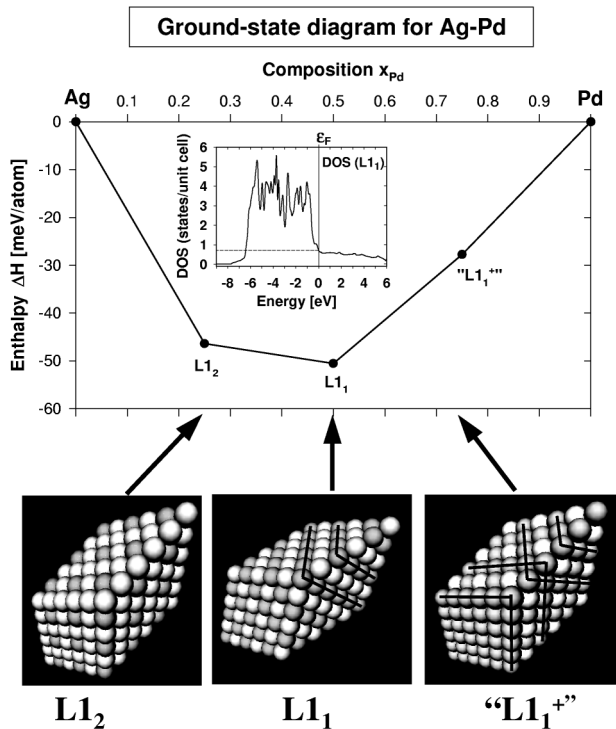 Ground-state diagram for Ag-Pd
Composition x_Pd
Ag 0.1 0.2 0.3 0.4 0.5 0.6 0.7 0.8 0.9 Pd
0
-10
-20
-30
-40
-50
-60
Enthalpy ΔH [meV/atom]
ε_F
DOS (L1_1)
6
5
4
3
2
1
0
DOS (states/unit cell)
-8 -6 -4 -2 0 2 4 6
Energy [eV]
"L1_1^+"
L1_2
L1_1
L1_2 L1_1 “L1_1^+”